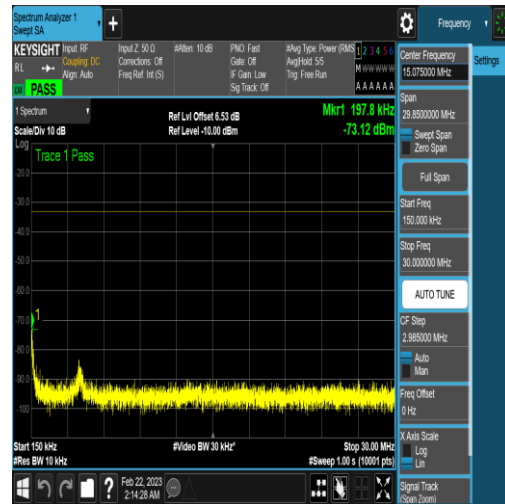 Spectrum Analyzer 1
Swept SA
+
Frequency
KEYSIGHT
Input: RF
Input Z: 50 Ω
#Atten: 10 dB
PNO: Fast
#Avg Type: Power (RMS
1 2 3 4 5 6
RL
Coupling: DC
Corrections: Off
Gate: Off
Avg|Hold: 5/5
M W W W W W
Align: Auto
Freq Ref: Int (S)
IF Gain: Low
Trig: Free Run
PASS
Sig Track: Off
A A A A A A
1 Spectrum
Ref Lvl Offset 6.53 dB
Mkr1 197.8 kHz
Scale/Div 10 dB
Ref Level -10.00 dBm
-73.12 dBm
Log
Trace 1 Pass
-20.0
-30.0
-40.0
-50.0
-60.0
-70.0
1
-80.0
-90.0
-100
Start 150 kHz
#Video BW 30 kHz*
Stop 30.00 MHz
#Res BW 10 kHz
#Sweep 1.00 s (10001 pts)
Feb 22, 2023
2:14:28 AM
?
Center Frequency
15.075000 MHz
Settings
Span
29.8500000 MHz
Swept Span
Zero Span
Full Span
Start Freq
150.000 kHz
Stop Freq
30.000000 MHz
AUTO TUNE
CF Step
2.985000 MHz
Auto
Man
Freq Offset
0 Hz
X Axis Scale
Log
Lin
Signal Track
(Span Zoom)